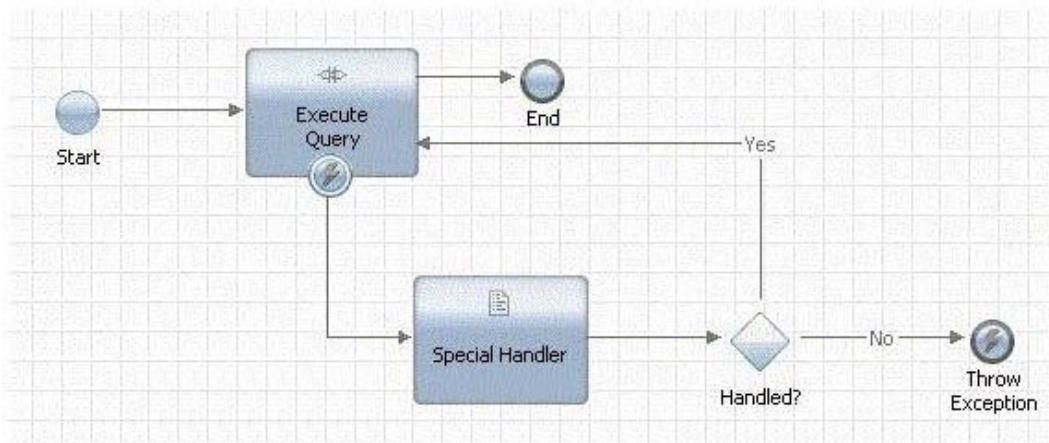 Start
Execute
Query
End
Yes
Special Handler
Handled?
No
Throw
Exception